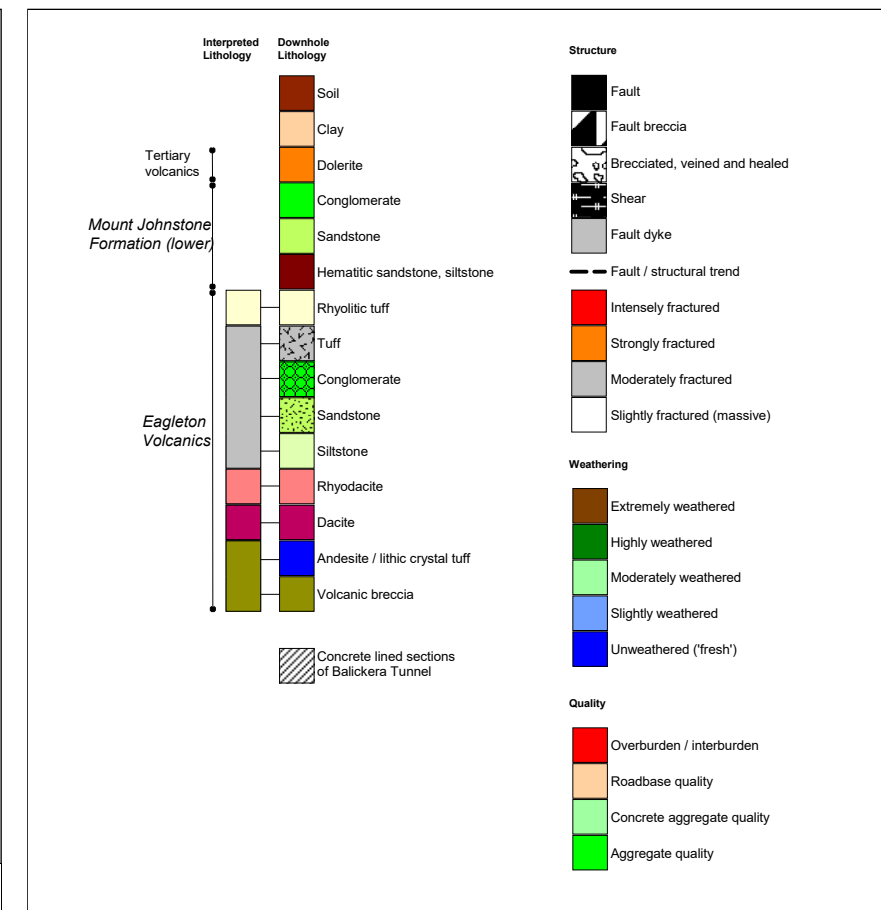 Interpreted
Lithology
Downhole
Lithology
Soil
Clay
Tertiary
volcanics
Dolerite
Mount Johnstone
Formation (lower)
Conglomerate
Sandstone
Hematitic sandstone, siltstone
Eagleton
Volcanics
Rhyolitic tuff
Tuff
Conglomerate
Sandstone
Siltstone
Rhyodacite
Dacite
Andesite / lithic crystal tuff
Volcanic breccia
Concrete lined sections
of Balickera Tunnel
Structure
Fault
Fault breccia
Brecciated, veined and healed
Shear
Fault dyke
Fault / structural trend
Intensely fractured
Strongly fractured
Moderately fractured
Slightly fractured (massive)
Weathering
Extremely weathered
Highly weathered
Moderately weathered
Slightly weathered
Unweathered ('fresh')
Quality
Overburden / interburden
Roadbase quality
Concrete aggregate quality
Aggregate quality